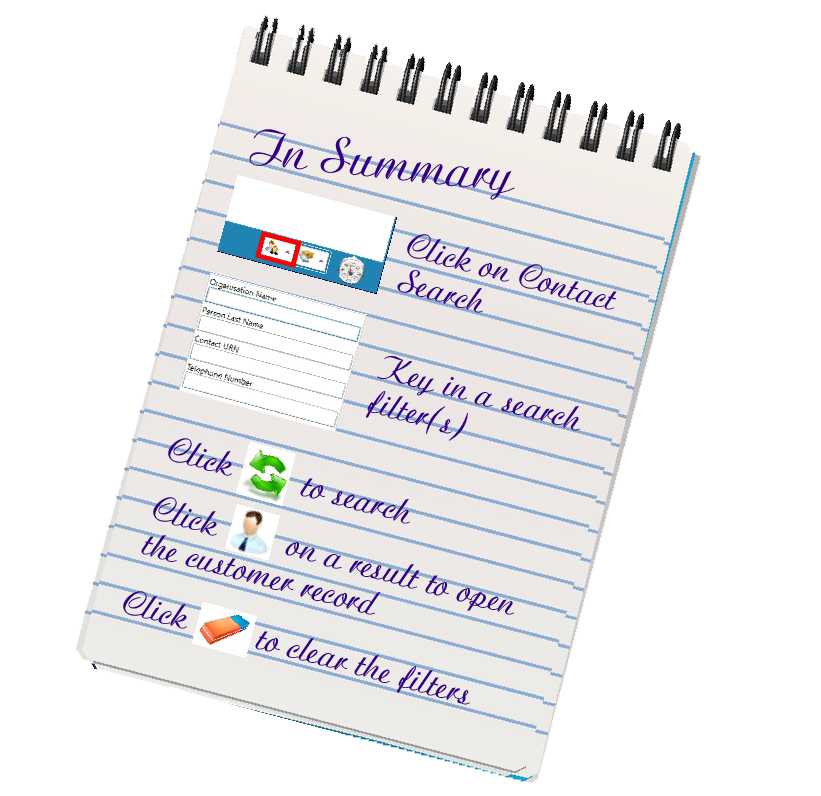 In Summary
Click on Contact
Search
Organisation Name
Person Last Name
Contact URN
Telephone Number
Key in a search
filter(s)
Click to search
Click on a result to open
the customer record
Click to clear the filters